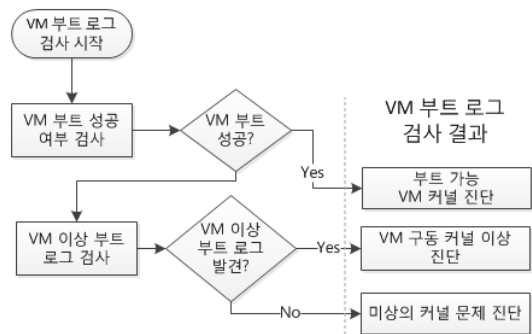 VM 부트 로그
검사 시작
VM 부트 성공
여부 검사
VM 부트
성공?
Yes
VM 부트 로그
검사 결과
부트 가능
VM 커널 진단
VM 이상 부트
로그 검사
VM 이상
부트 로그
발견?
Yes
VM 구동 커널 이상
진단
No
미상의 커널 문제 진단